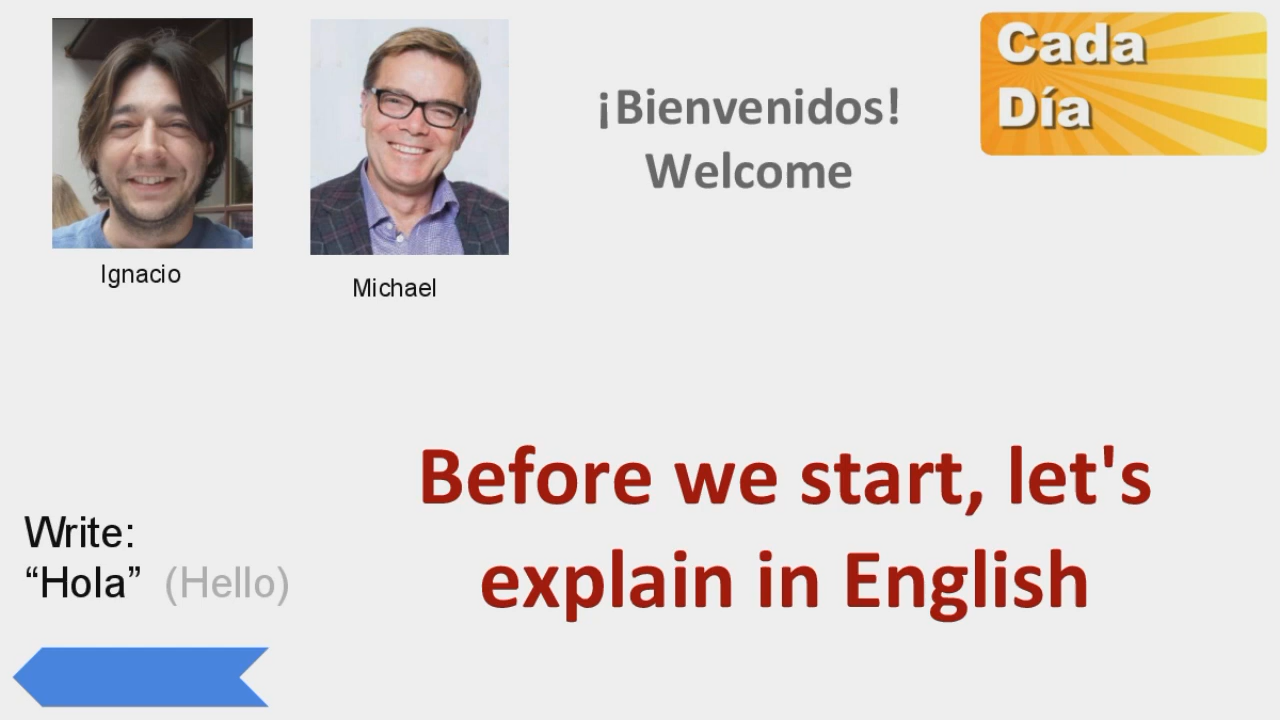 Cada
Día
¡Bienvenidos!
Welcome
Ignacio
Michael
Before we start, let's
explain in English
Write:
“Hola” (Hello)